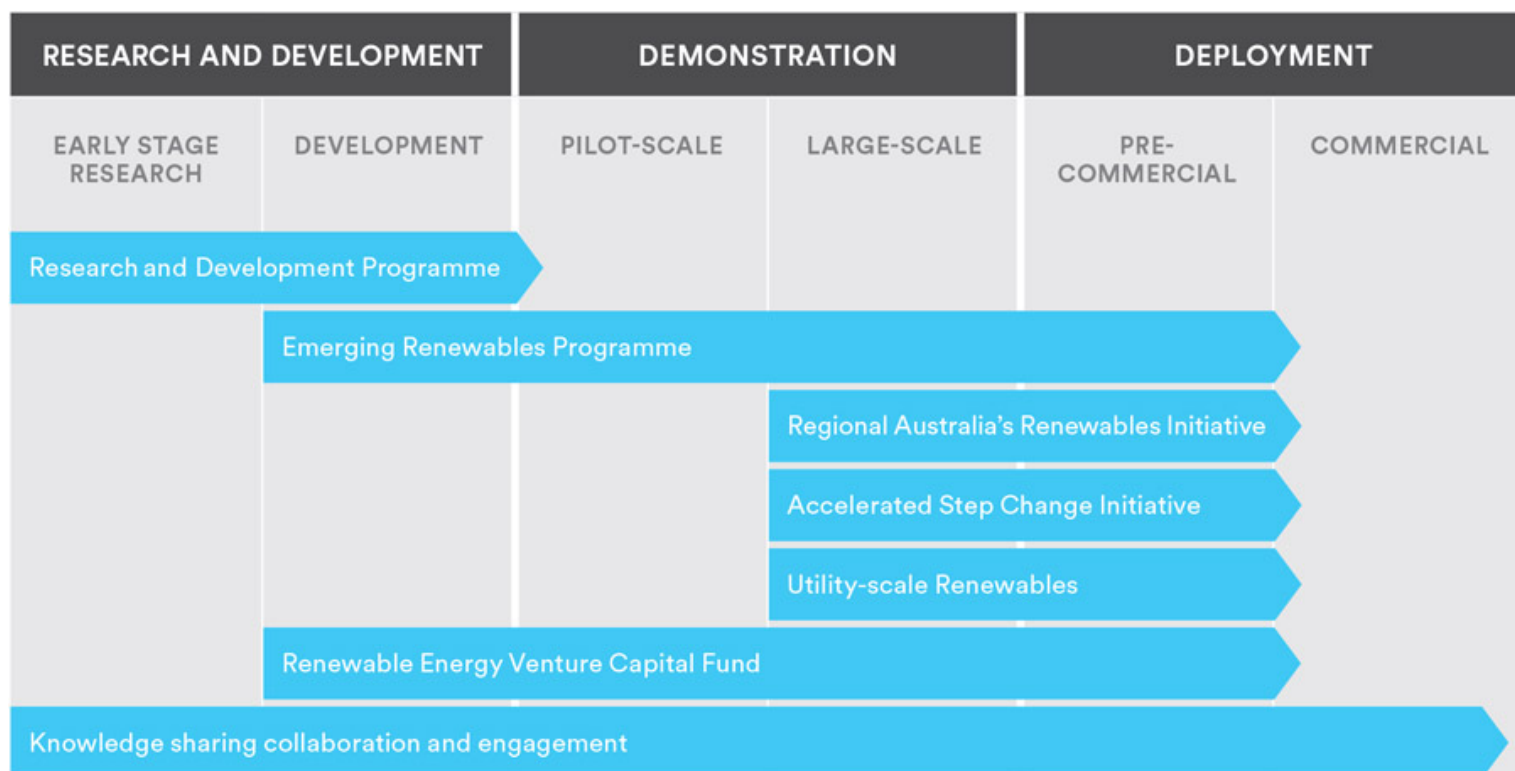 RESEARCH AND DEVELOPMENT
DEMONSTRATION
DEPLOYMENT
EARLY STAGE
RESEARCH
DEVELOPMENT
PILOT-SCALE
LARGE-SCALE
PRE-
COMMERCIAL
COMMERCIAL
Research and Development Programme
Emerging Renewables Programme
Regional Australia’s Renewables Initiative
Accelerated Step Change Initiative
Utility-scale Renewables
Renewable Energy Venture Capital Fund
Knowledge sharing collaboration and engagement